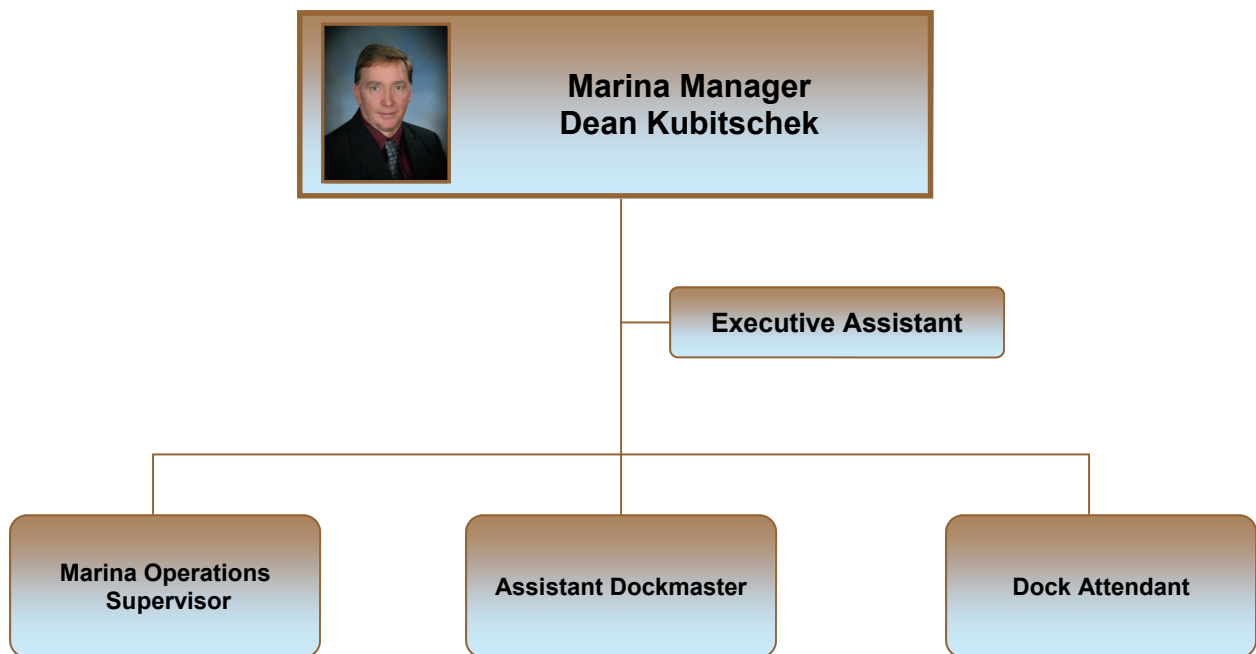 Marina Manager
Dean Kubitschek
Executive Assistant
Marina Operations
Supervisor
Assistant Dockmaster
Dock Attendant